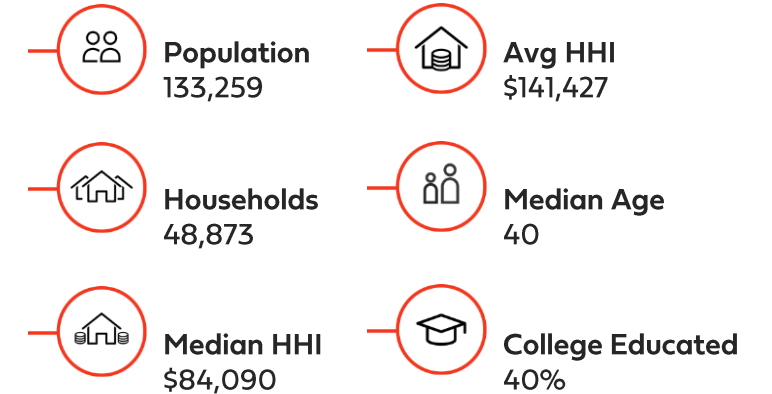 Population
133,259
Avg HHI
$141,427
Households
48,873
Median Age
40
Median HHI
$84,090
College Educated
40%